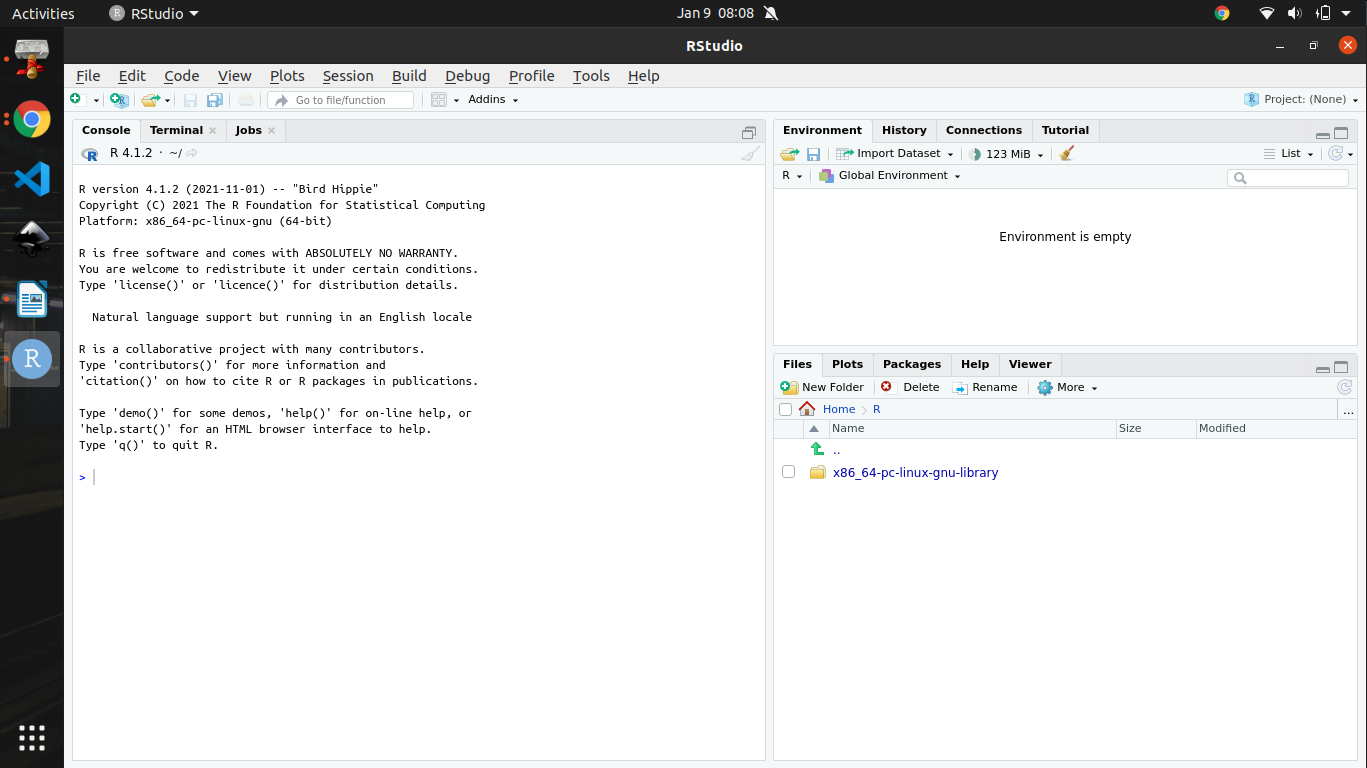 Activities RStudio Jan 9 08:08
RStudio
File Edit Code View Plots Session Build Debug Profile Tools Help
Go to file/function Addins Project: (None)
Console Terminal Jobs
R 4.1.2 · ~/
R version 4.1.2 (2021-11-01) -- "Bird Hippie"
Copyright (C) 2021 The R Foundation for Statistical Computing
Platform: x86_64-pc-linux-gnu (64-bit)
R is free software and comes with ABSOLUTELY NO WARRANTY.
You are welcome to redistribute it under certain conditions.
Type 'license()' or 'licence()' for distribution details.
Natural language support but running in an English locale
R is a collaborative project with many contributors.
Type 'contributors()' for more information and
'citation()' on how to cite R or R packages in publications.
Type 'demo()' for some demos, 'help()' for on-line help, or
'help.start()' for an HTML browser interface to help.
Type 'q()' to quit R.
>
Environment History Connections Tutorial
Import Dataset 123 MiB List
R Global Environment
Environment is empty
Files Plots Packages Help Viewer
New Folder Delete Rename More
Home R ...
Name Size Modified
..
x86_64-pc-linux-gnu-library